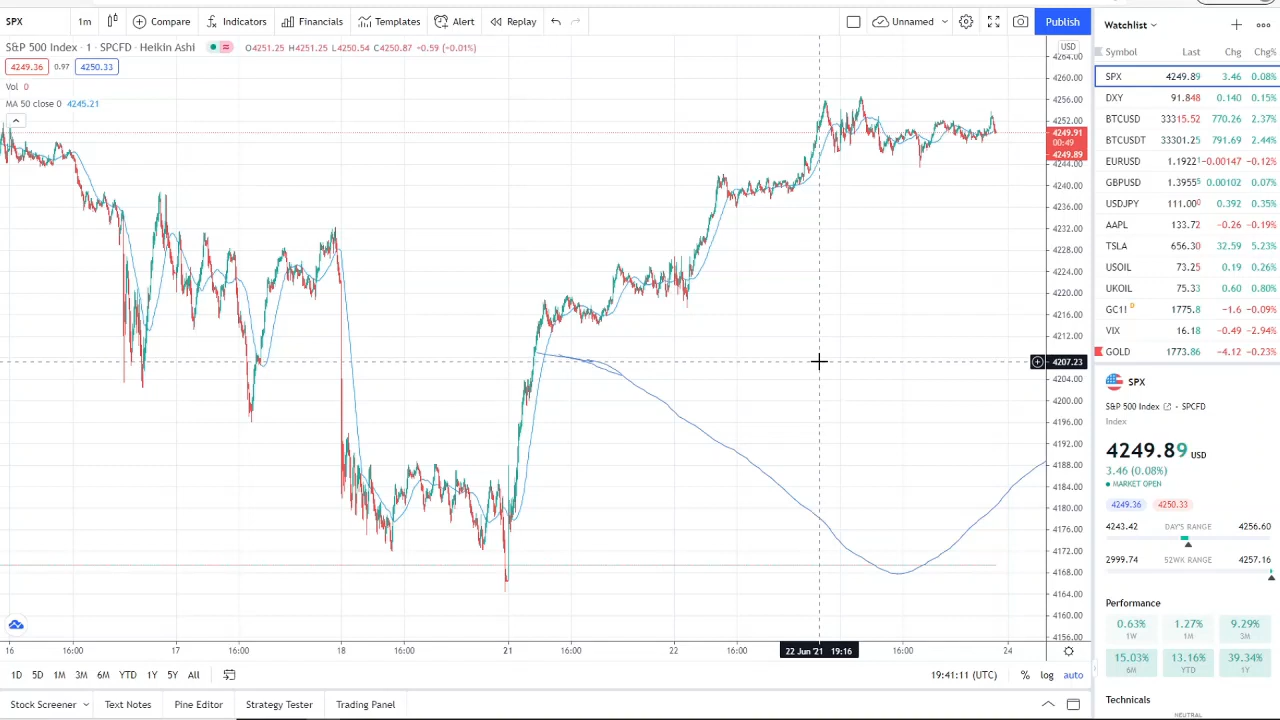 SPX 1m Compare Indicators Financials Templates Alert Replay Unnamed Publish
S&P 500 Index · 1 · SPCFD · Heikin Ashi O4251.25 H4251.25 L4250.54 C4250.87 −0.59 (−0.01%)
4249.36 0.97 4250.33
Vol 0
MA 50 close 0 4245.21
USD
4264.00
4260.00
4256.00
4252.00
4249.91
00:49
4249.89
4244.00
4240.00
4236.00
4232.00
4228.00
4224.00
4220.00
4216.00
4212.00
4207.23
4204.00
4200.00
4196.00
4192.00
4188.00
4184.00
4180.00
4176.00
4172.00
4168.00
4164.00
4160.00
4156.00
16 16:00 17 16:00 18 16:00 21 16:00 22 16:00 22 Jun '21 19:16 16:00 24
1D 5D 1M 3M 6M YTD 1Y 5Y All 19:41:11 (UTC) % log auto
Stock Screener Text Notes Pine Editor Strategy Tester Trading
Watchlist
Symbol Last Chg Chg%
SPX 4249.89 3.46 0.08%
DXY 91.848 0.140 0.15%
BTCUSD 33315.52 770.26 2.37%
BTCUSDT 33301.25 791.69 2.44%
EURUSD 1.1922¹ −0.00147 −0.12%
GBPUSD 1.3955⁵ 0.00102 0.07%
USDJPY 111.00⁰ 0.392 0.35%
AAPL 133.72 −0.26 −0.19%
TSLA 656.30 32.59 5.23%
USOIL 73.25 0.19 0.26%
UKOIL 75.33 0.60 0.80%
GC1! D 1775.8 −1.6 −0.09%
VIX 16.18 −0.49 −2.94%
GOLD 1773.86 −4.12 −0.23%
SPX
S&P 500 Index · SPCFD
Index
4249.89 USD
3.46 (0.08%)
MARKET OPEN
4249.36 4250.33
4243.42 DAY'S RANGE 4256.60
2999.74 52WK RANGE 4257.16
Performance
0.63% 1.27% 9.29%
1W 1M 3M
15.03% 13.16% 39.34%
6M YTD 1Y
Technicals
NEUTRAL